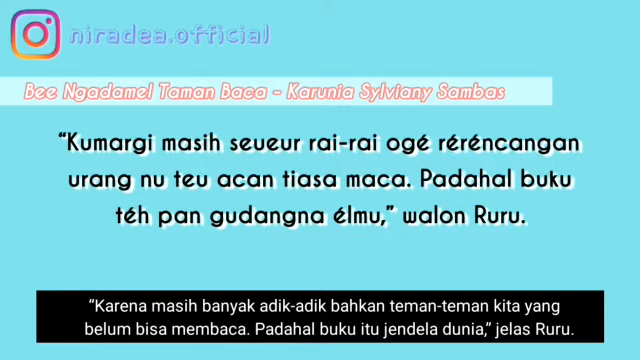 niradea.official
Bee Ngadamel Taman Baca - Karunia Sylviany Sambas
“Kumargi masih seueur rai-rai ogé réréncangan
urang nu teu acan tiasa maca. Padahal buku
téh pan gudangna élmu,” walon Ruru.
“Karena masih banyak adik-adik bahkan teman-teman kita yang
belum bisa membaca. Padahal buku itu jendela dunia,” jelas Ruru.